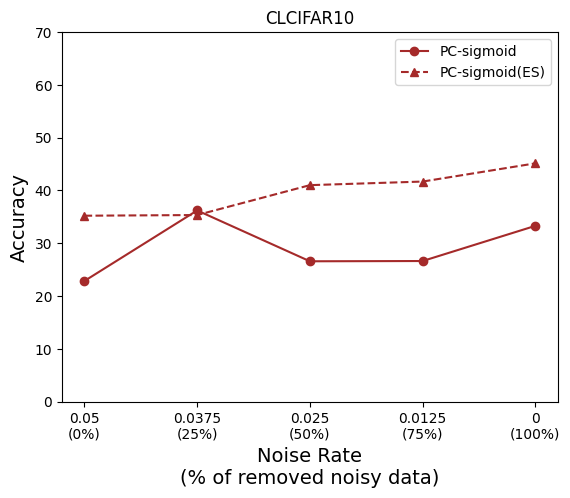 CLCIFAR10
PC-sigmoid
PC-sigmoid(ES)
70
60
50
40
30
20
10
0
Accuracy
0.05 0.0375 0.025 0.0125 0
(0%) (25%) (50%) (75%) (100%)
Noise Rate
(% of removed noisy data)